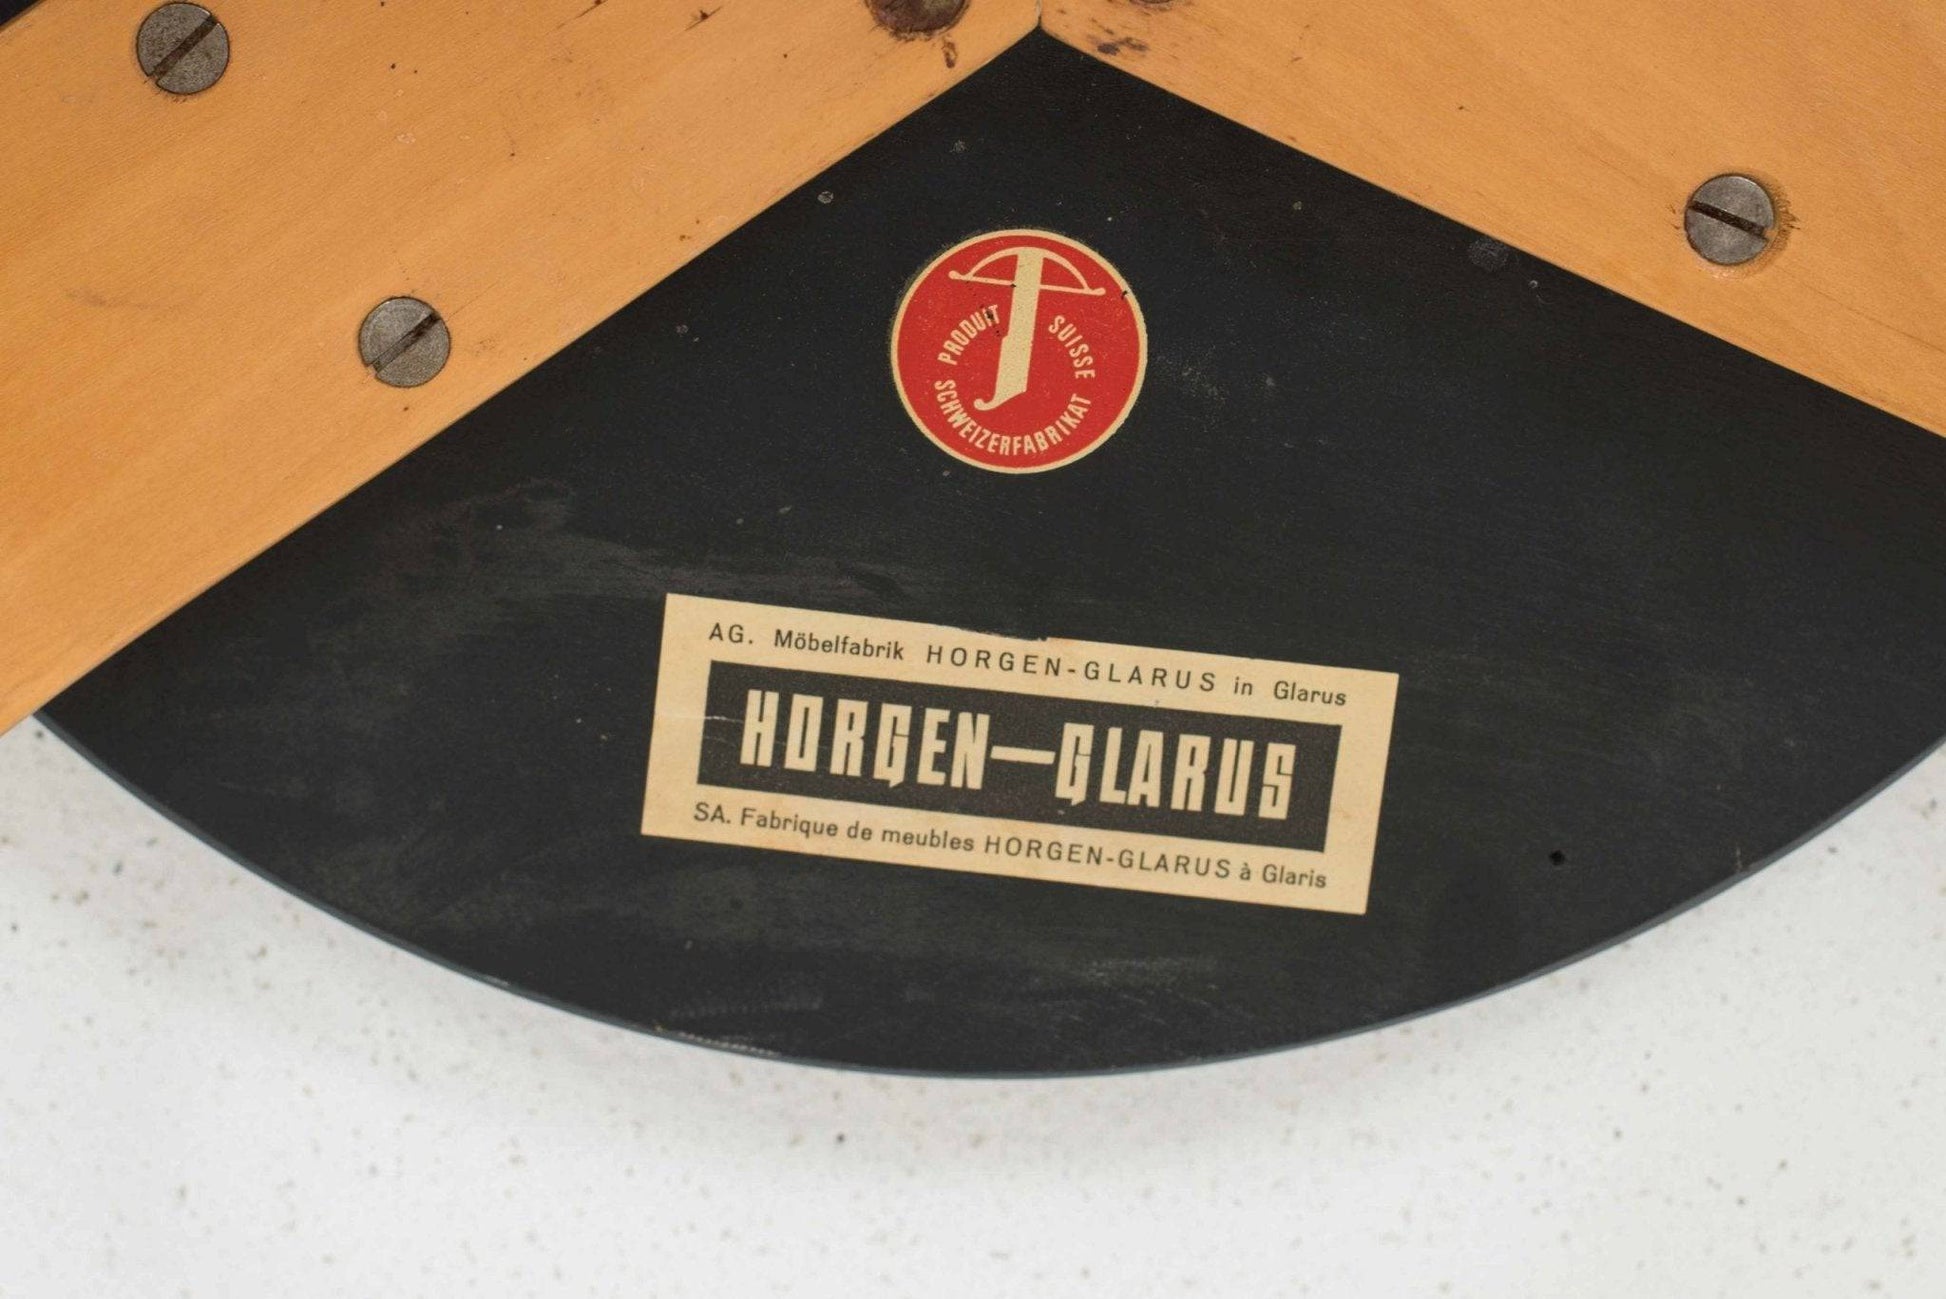 PRODUIT SUISSE
SCHWEIZERFABRIKAT
AG. Möbelfabrik HORGEN-GLARUS in Glarus
HORGEN-GLARUS
SA. Fabrique de meubles HORGEN-GLARUS à Glaris